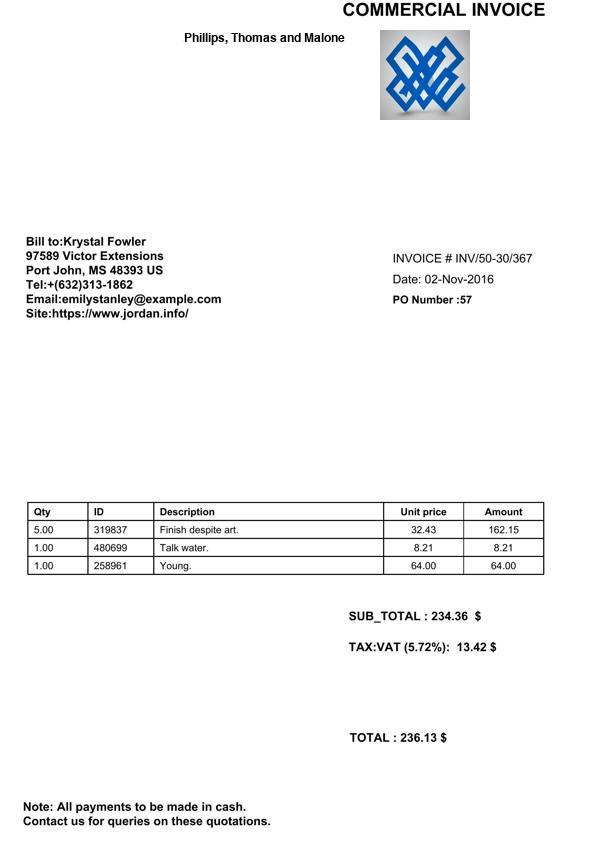 COMMERCIAL INVOICE
Phillips, Thomas and Malone
Bill to:Krystal Fowler
97589 Victor Extensions
Port John, MS 48393 US
Tel:+(632)313-1862
Email:emilystanley@example.com
Site:https://www.jordan.info/
INVOICE # INV/50-30/367
Date: 02-Nov-2016
PO Number :57
Qty ID Description Unit price Amount
5.00 319837 Finish despite art. 32.43 162.15
1.00 480699 Talk water. 8.21 8.21
1.00 258961 Young. 64.00 64.00
SUB_TOTAL : 234.36 $
TAX:VAT (5.72%): 13.42 $
TOTAL : 236.13 $
Note: All payments to be made in cash.
Contact us for queries on these quotations.